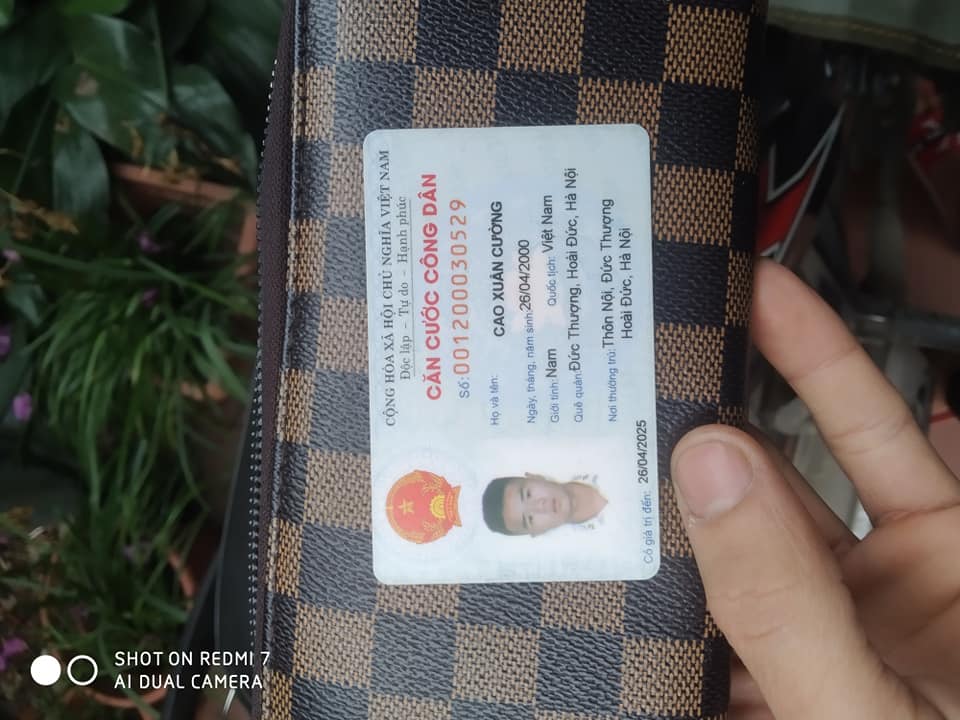 CỘNG HÒA XÃ HỘI CHỦ NGHĨA VIỆT NAM
Độc lập - Tự do - Hạnh phúc
CĂN CƯỚC CÔNG DÂN
Số: 001200030529
Họ và tên:
CAO XUÂN CƯỜNG
Ngày, tháng, năm sinh: 26/04/2000
Giới tính: Nam Quốc tịch: Việt Nam
Quê quán: Đức Thượng, Hoài Đức, Hà Nội
Nơi thường trú: Thôn Nội, Đức Thượng
Hoài Đức, Hà Nội
Có giá trị đến: 26/04/2025
SHOT ON REDMI 7
AI DUAL CAMERA